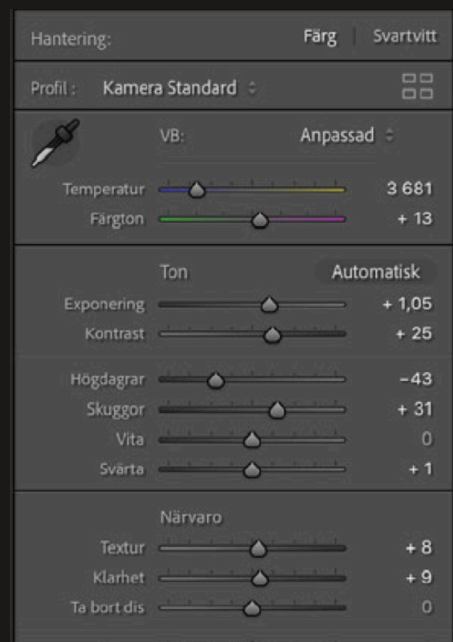 Hantering: Färg Svartvitt
Profil : Kamera Standard
VB: Anpassad
Temperatur 3 681
Färgton + 13
Ton Automatisk
Exponering + 1,05
Kontrast + 25
Högdagrar −43
Skuggor + 31
Vita 0
Svärta + 1
Närvaro
Textur + 8
Klarhet + 9
Ta bort dis 0